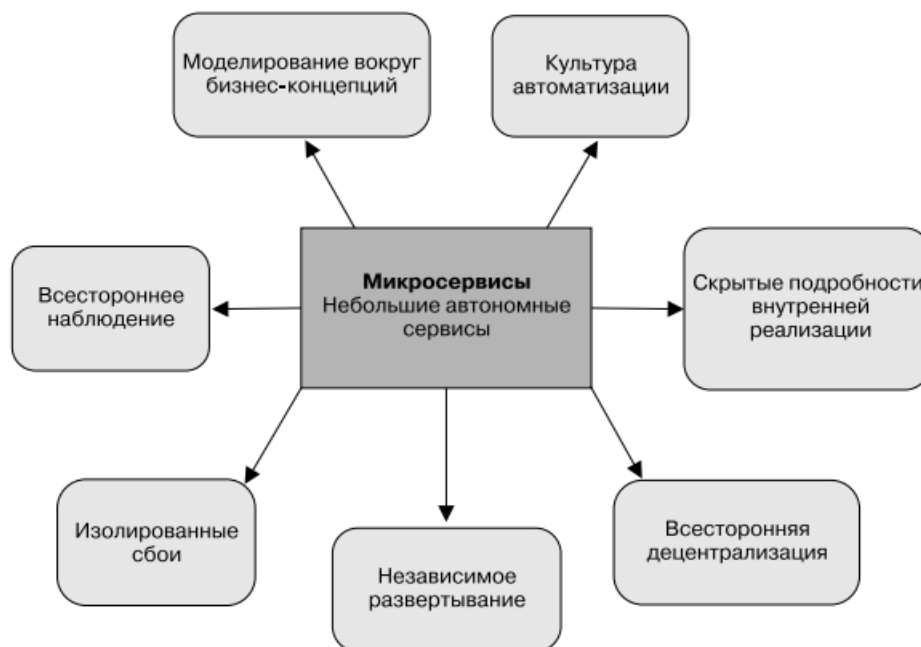 Моделирование вокруг
бизнес-концепций
Культура
автоматизации
Микросервисы
Небольшие автономные
сервисы
Всестороннее
наблюдение
Скрытые подробности
внутренней
реализации
Изолированные
сбои
Независимое
развертывание
Всесторонняя
децентрализация